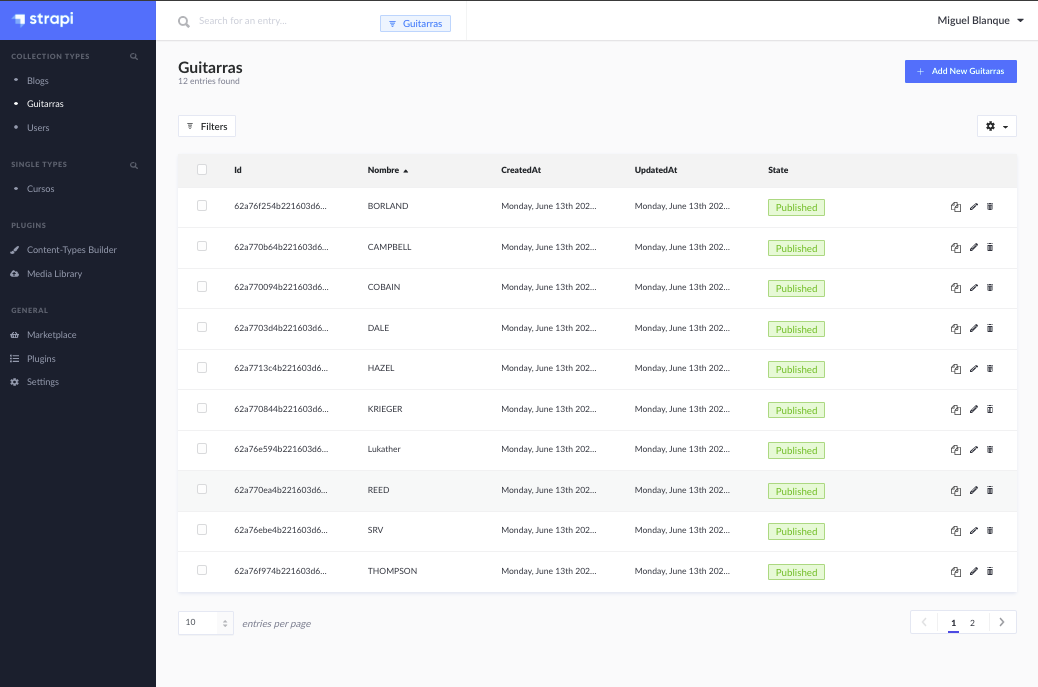 strapi
Search for an entry...
Guitarras
Miguel Blanque
COLLECTION TYPES
Blogs
Guitarras
Users
SINGLE TYPES
Cursos
PLUGINS
Content-Types Builder
Media Library
GENERAL
Marketplace
Plugins
Settings
Guitarras
12 entries found
Add New Guitarras
Filters
Id Nombre CreatedAt UpdatedAt State
62a76f254b221603d6... BORLAND Monday, June 13th 202... Monday, June 13th 202... Published
62a770b64b221603d6... CAMPBELL Monday, June 13th 202... Monday, June 13th 202... Published
62a770094b221603d6... COBAIN Monday, June 13th 202... Monday, June 13th 202... Published
62a7703d4b221603d6... DALE Monday, June 13th 202... Monday, June 13th 202... Published
62a7713c4b221603d6... HAZEL Monday, June 13th 202... Monday, June 13th 202... Published
62a770844b221603d6... KRIEGER Monday, June 13th 202... Monday, June 13th 202... Published
62a76e594b221603d6... Lukather Monday, June 13th 202... Monday, June 13th 202... Published
62a770ea4b221603d6... REED Monday, June 13th 202... Monday, June 13th 202... Published
62a76ebe4b221603d6... SRV Monday, June 13th 202... Monday, June 13th 202... Published
62a76f974b221603d6... THOMPSON Monday, June 13th 202... Monday, June 13th 202... Published
10 entries per page
1 2